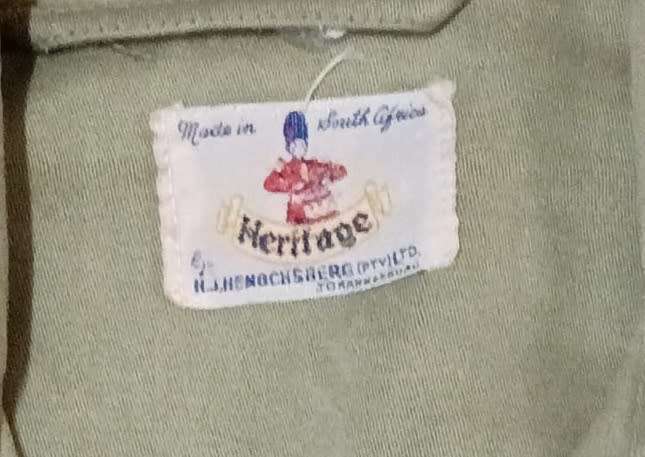 Made in South Africa
Heritage
By
H.J. HENOCHSBERG (PTY) LTD.
JOHANNESBURG